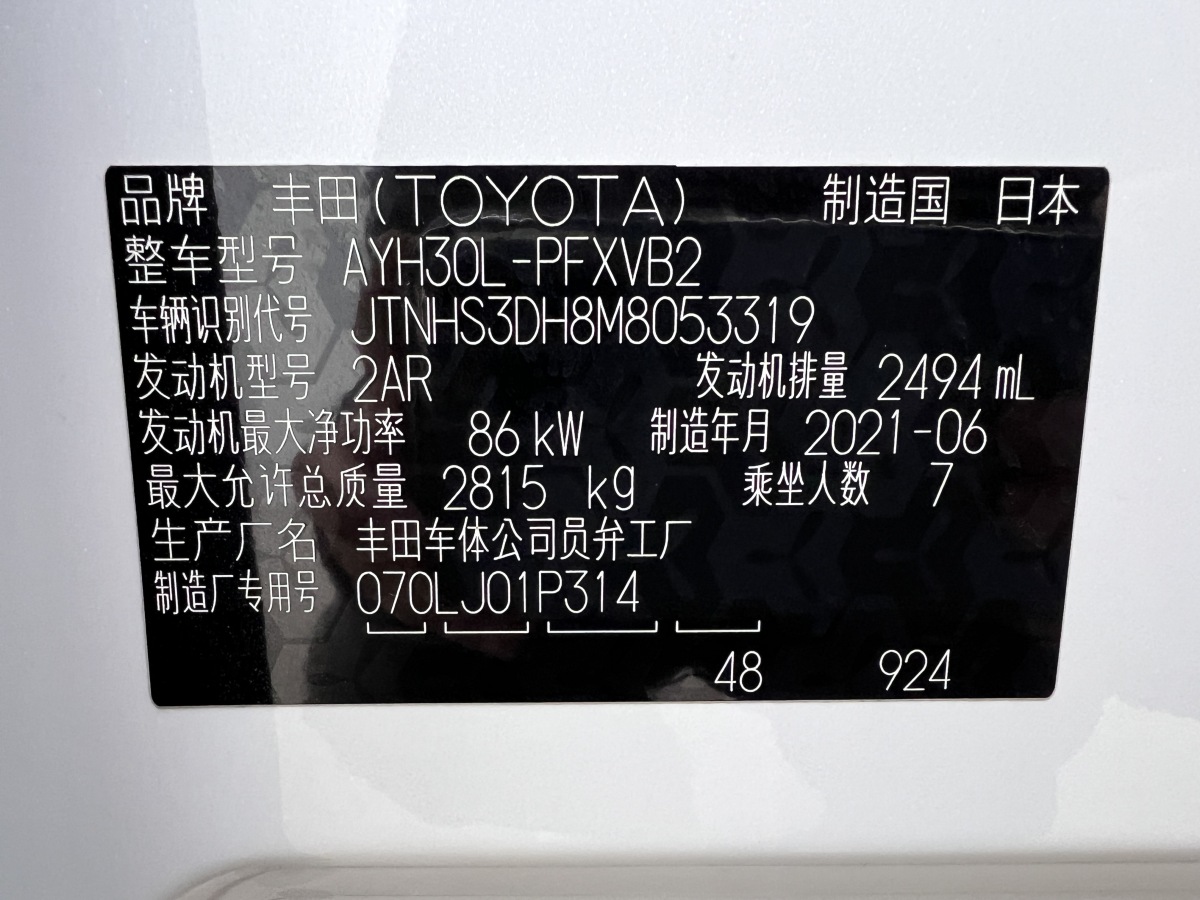 品牌 丰田(TOYOTA) 制造国 日本
整车型号 AYH30L-PFXVB2
车辆识别代号 JTNHS3DH8M8053319
发动机型号 2AR 发动机排量 2494 mL
发动机最大净功率 86 kW 制造年月 2021-06
最大允许总质量 2815 kg 乘坐人数 7
生产厂名 丰田车体公司员弁工厂
制造厂专用号 070LJ01P314
48 924